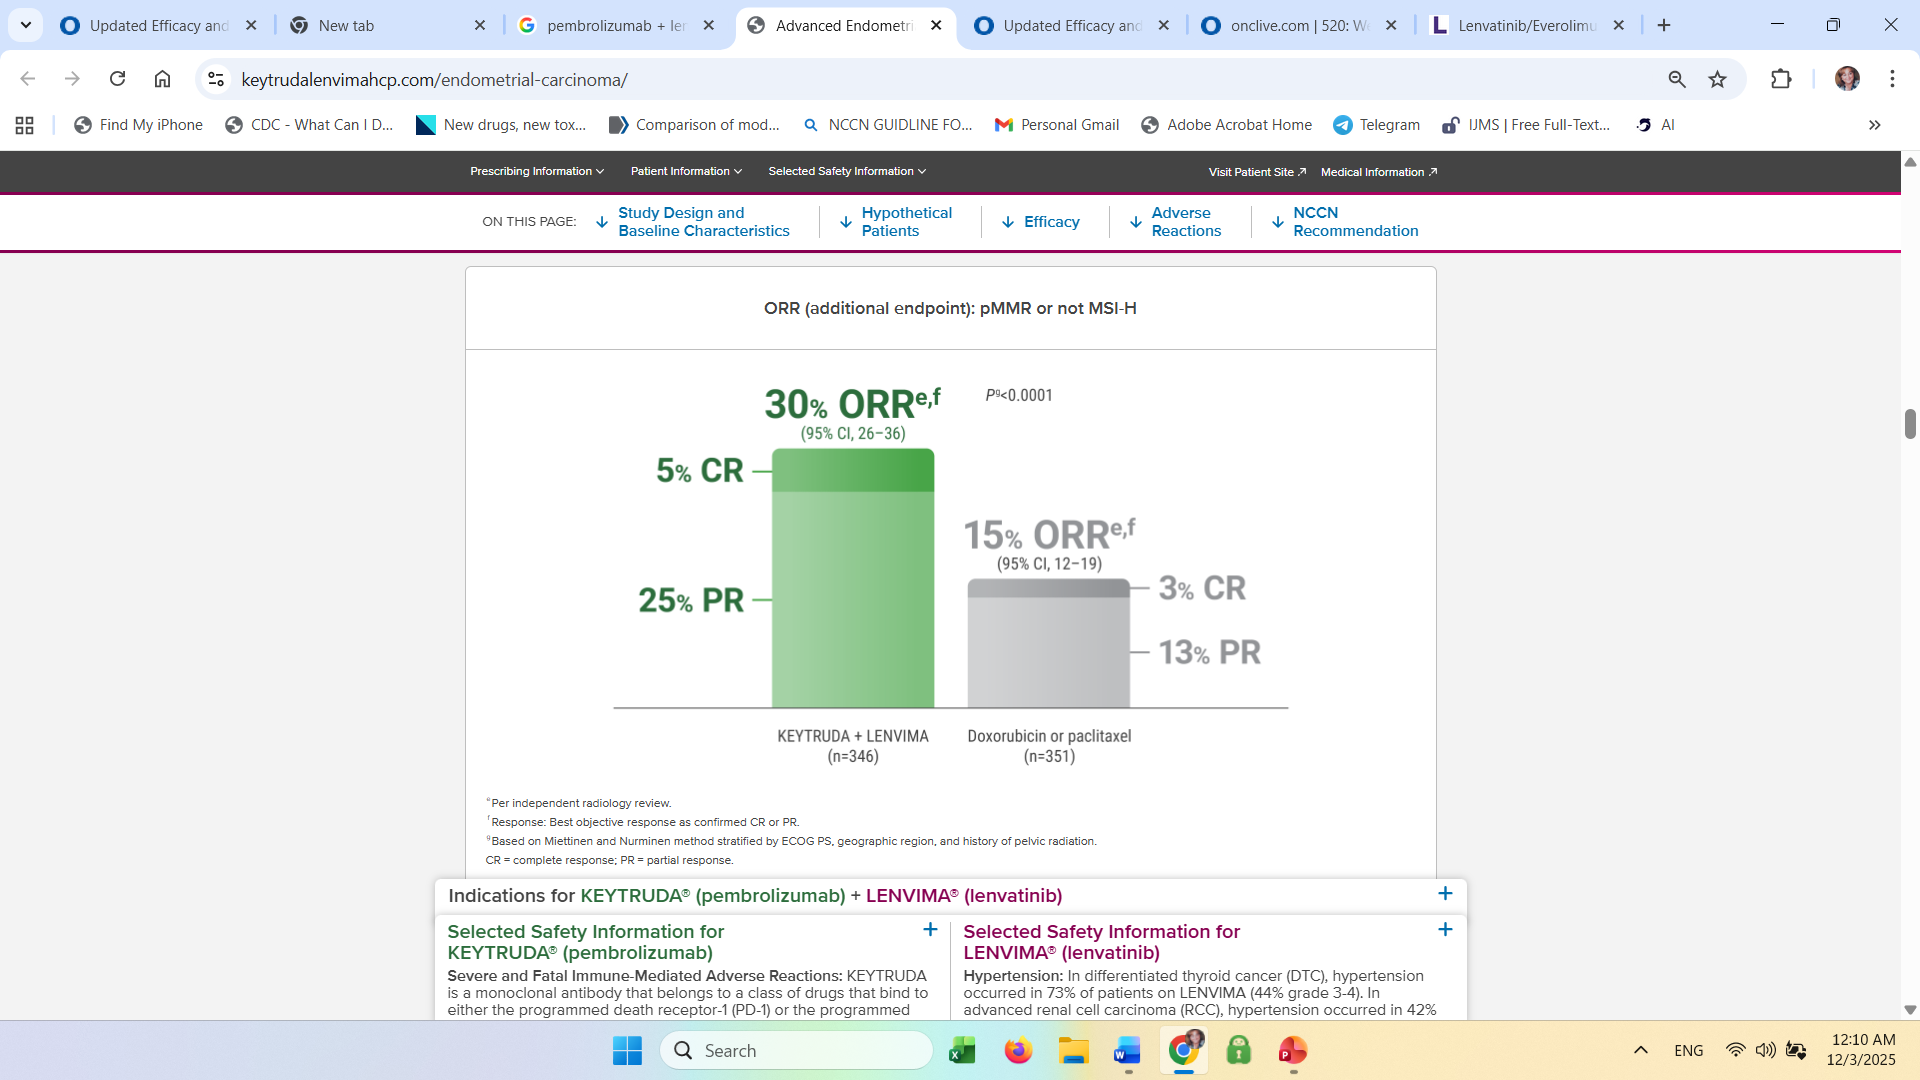 Updated Efficacy and
New tab
pembrolizumab + ler
Advanced Endometri
Updated Efficacy and
onclive.com | 520: We
Lenvatinib/Everolimu
keytrudalenvimahcp.com/endometrial-carcinoma/
Find My iPhone
CDC - What Can I D...
New drugs, new tox...
Comparison of mod...
NCCN GUIDLINE FO...
Personal Gmail
Adobe Acrobat Home
Telegram
IJMS | Free Full-Text...
AI
Prescribing Information
Patient Information
Selected Safety Information
Visit Patient Site
Medical Information
ON THIS PAGE:
Study Design and
Baseline Characteristics
Hypothetical
Patients
Efficacy
Adverse
Reactions
NCCN
Recommendation
ORR (additional endpoint): pMMR or not MSI-H
30% ORRe,f
(95% CI, 26–36)
Pg<0.0001
5% CR
25% PR
15% ORRe,f
(95% CI, 12–19)
3% CR
13% PR
KEYTRUDA + LENVIMA
(n=346)
Doxorubicin or paclitaxel
(n=351)
ePer independent radiology review.
fResponse: Best objective response as confirmed CR or PR.
gBased on Miettinen and Nurminen method stratified by ECOG PS, geographic region, and history of pelvic radiation.
CR = complete response; PR = partial response.
Indications for KEYTRUDA® (pembrolizumab) + LENVIMA® (lenvatinib)
Selected Safety Information for
KEYTRUDA® (pembrolizumab)
Severe and Fatal Immune-Mediated Adverse Reactions: KEYTRUDA
is a monoclonal antibody that belongs to a class of drugs that bind to
either the programmed death receptor-1 (PD-1) or the programmed
Selected Safety Information for
LENVIMA® (lenvatinib)
Hypertension: In differentiated thyroid cancer (DTC), hypertension
occurred in 73% of patients on LENVIMA (44% grade 3-4). In
advanced renal cell carcinoma (RCC), hypertension occurred in 42%
Search
ENG
12:10 AM
12/3/2025